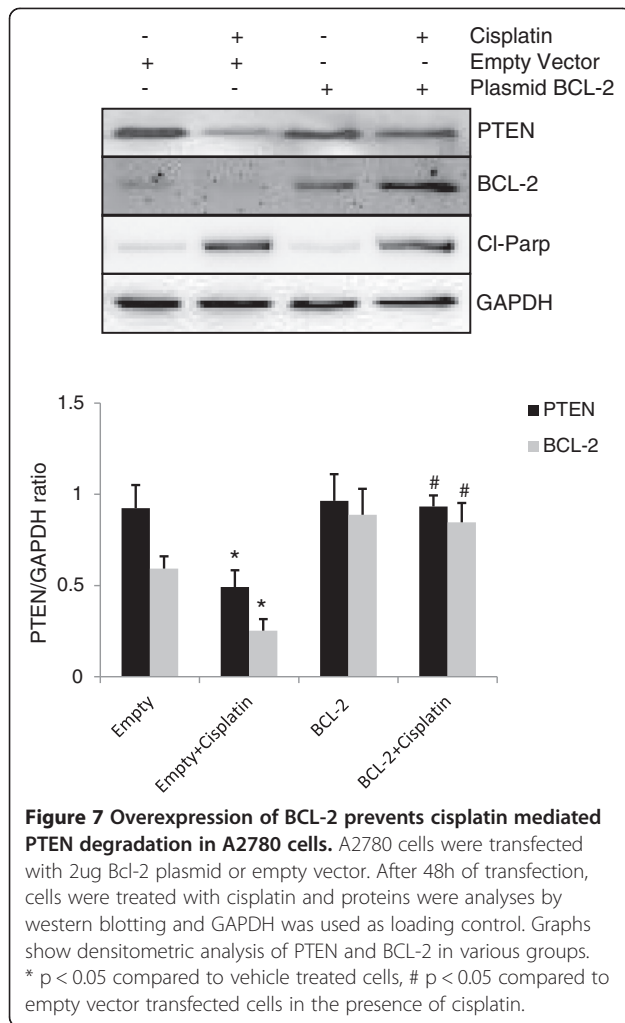 - + - + Cisplatin
+ + - - Empty Vector
- - + + Plasmid BCL-2
PTEN
BCL-2
Cl-Parp
GAPDH
PTEN/GAPDH ratio
1.5
1
0.5
0
* * # #
PTEN
BCL-2
Empty
Empty+Cisplatin
BCL-2
BCL-2+Cisplatin
Figure 7 Overexpression of BCL-2 prevents cisplatin mediated
PTEN degradation in A2780 cells. A2780 cells were transfected
with 2ug Bcl-2 plasmid or empty vector. After 48h of transfection,
cells were treated with cisplatin and proteins were analyses by
western blotting and GAPDH was used as loading control. Graphs
show densitometric analysis of PTEN and BCL-2 in various groups.
* p < 0.05 compared to vehicle treated cells, # p < 0.05 compared to
empty vector transfected cells in the presence of cisplatin.